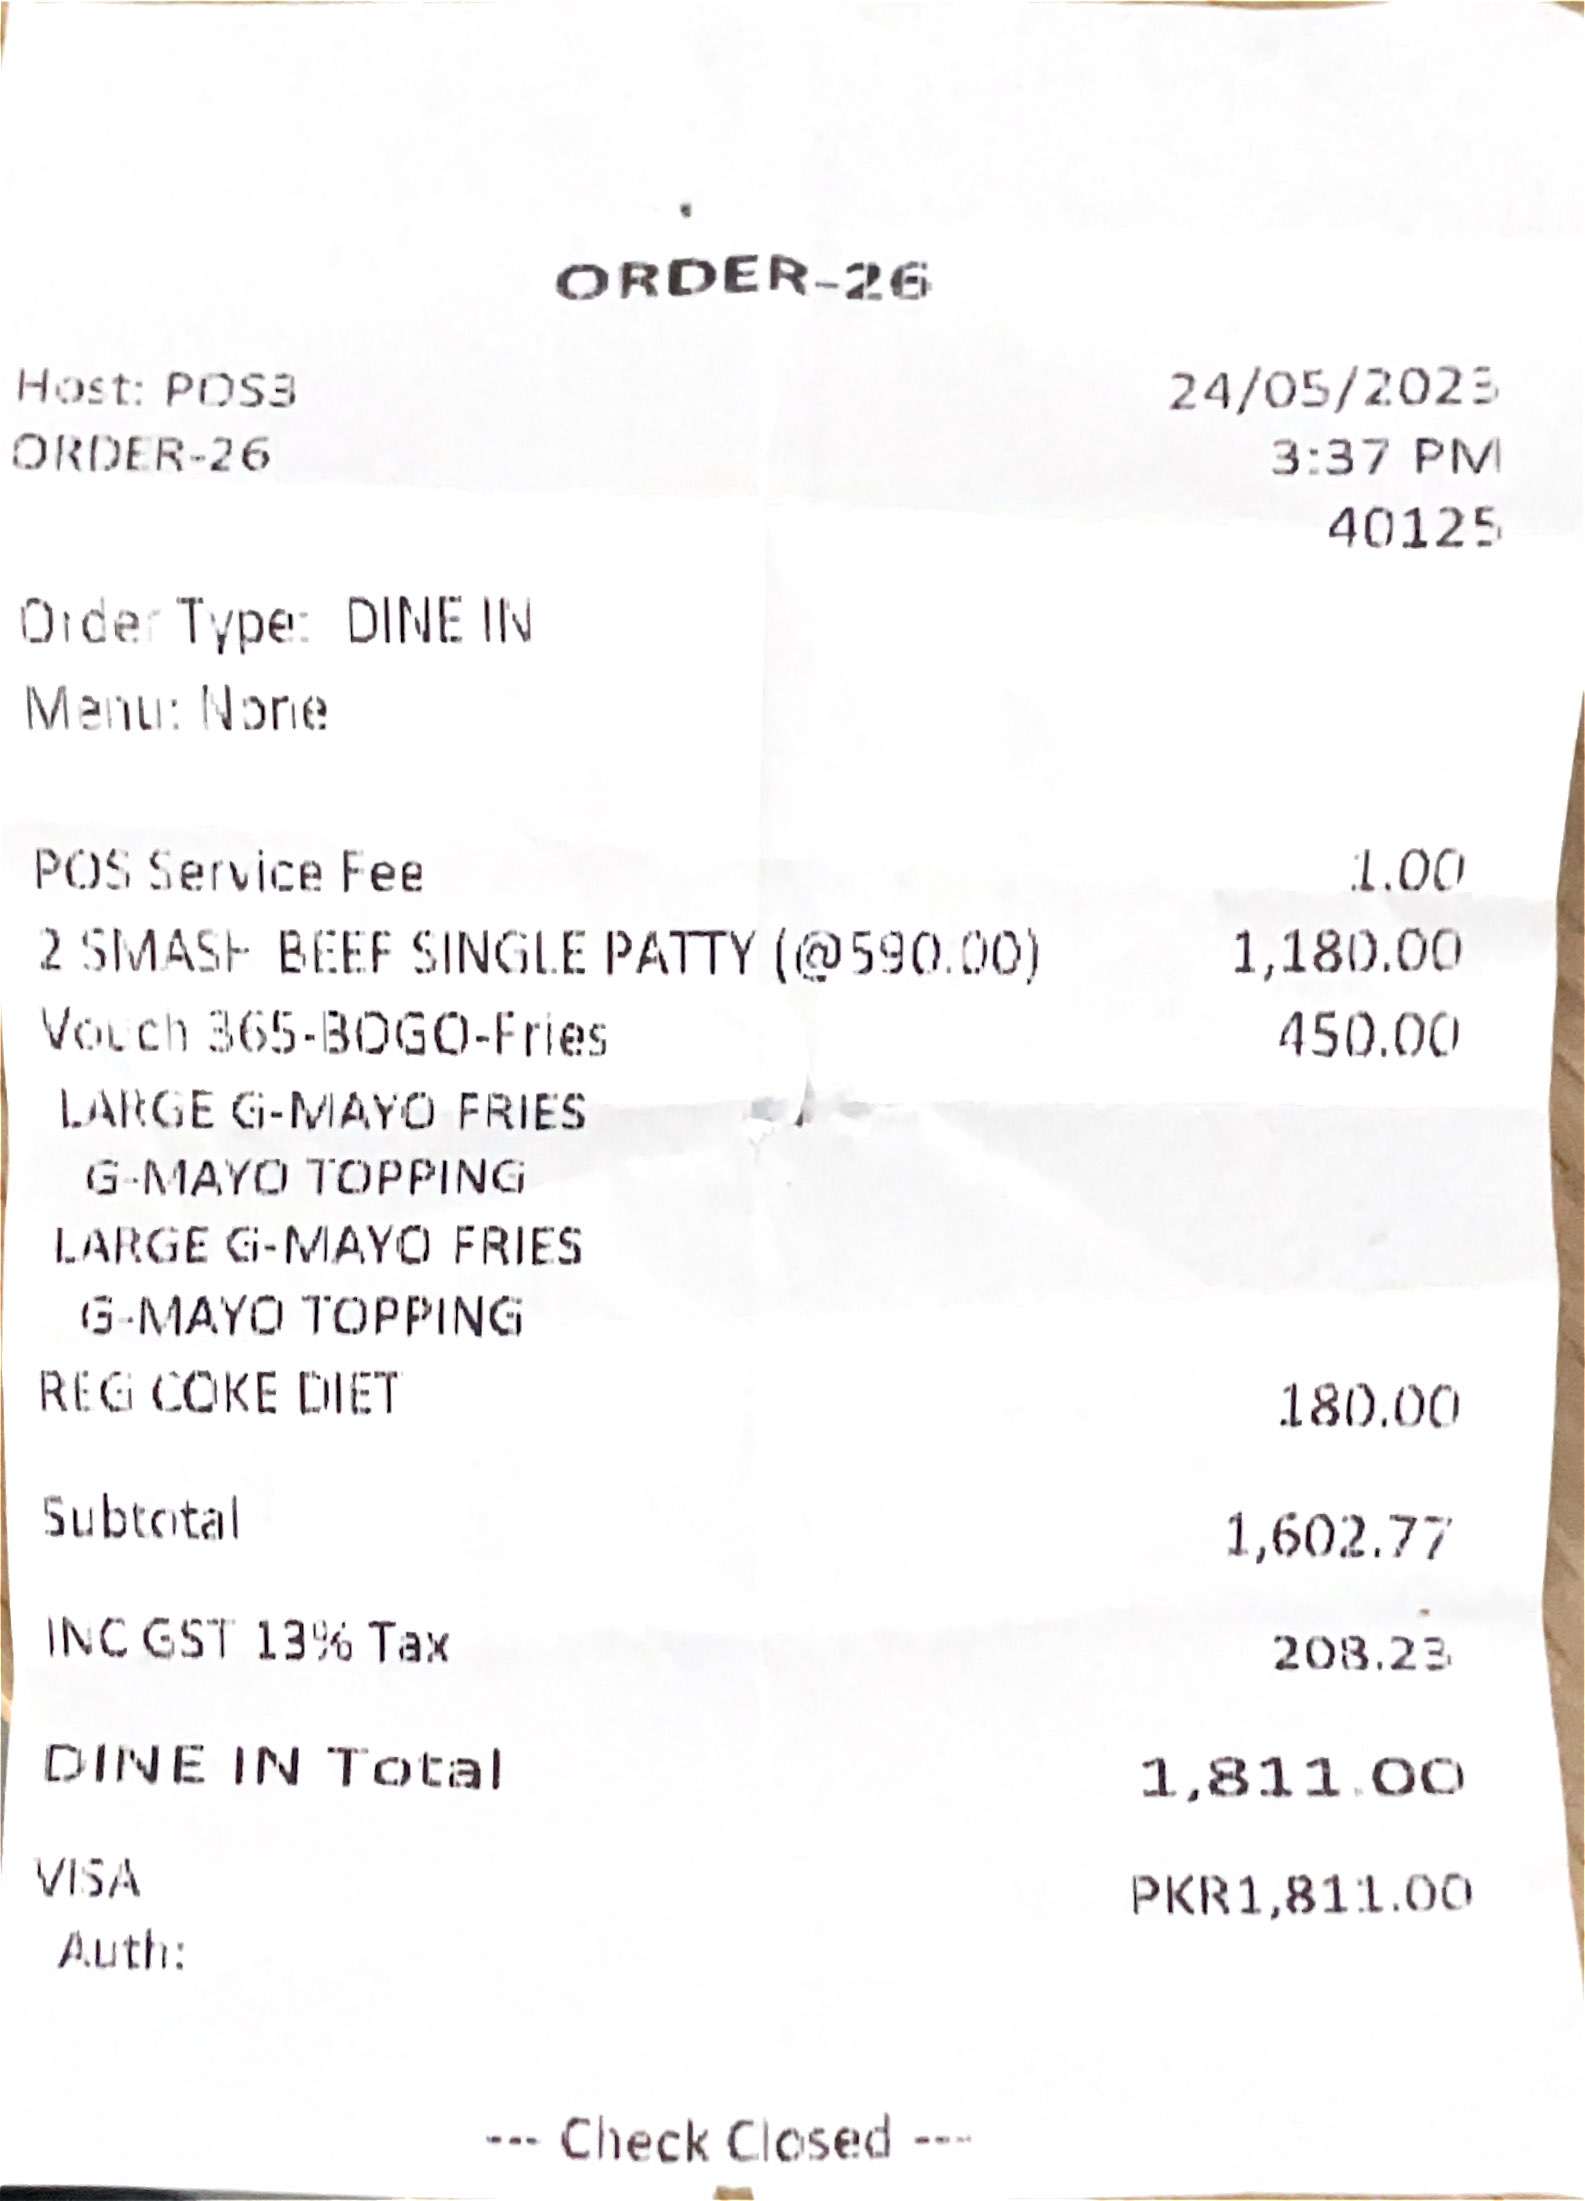 ORDER-26
Host: POS3 24/05/2023
ORDER-26 3:37 PM
40125
Order Type: DINE IN
Menu: None
POS Service Fee 1.00
2 SMASH BEEF SINGLE PATTY (@590.00) 1,180.00
Vouch 365-BOGO-Fries 450.00
LARGE G-MAYO FRIES
G-MAYO TOPPING
LARGE G-MAYO FRIES
G-MAYO TOPPING
REG COKE DIET 180.00
Subtotal 1,602.77
INC GST 13% Tax 208.23
DINE IN Total 1,811.00
VISA PKR1,811.00
Auth:
--- Check Closed ---